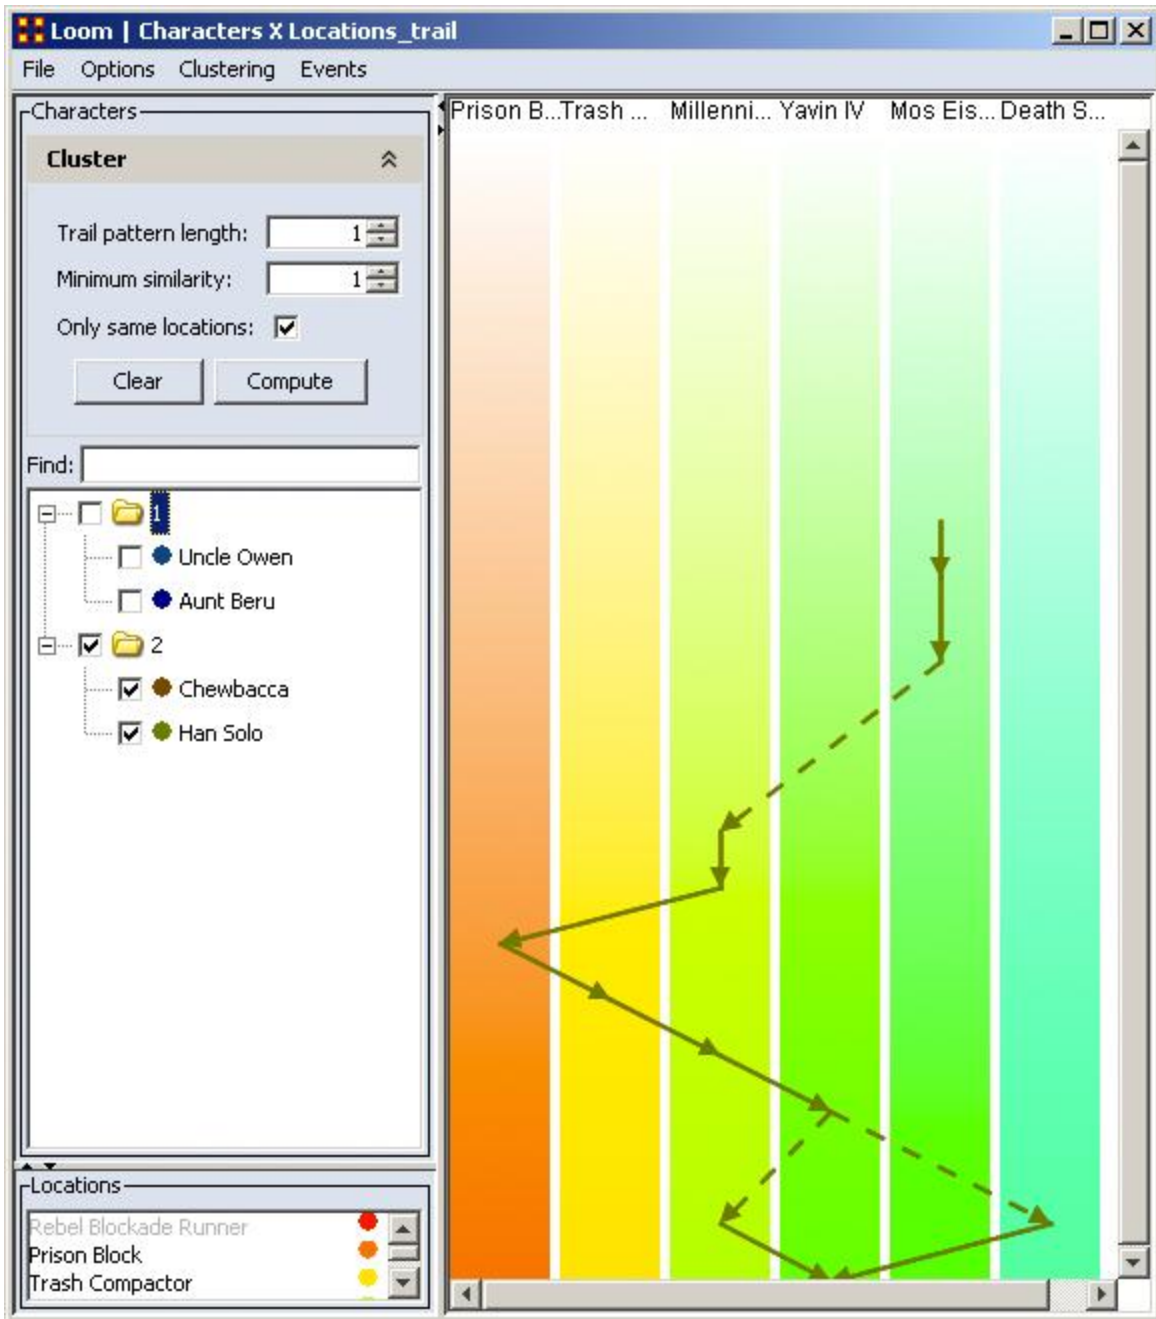 Loom | Characters X Locations_trail
File Options Clustering Events
Characters
Cluster
Trail pattern length: 1
Minimum similarity: 1
Only same locations:
Clear Compute
Find:
1
Uncle Owen
Aunt Beru
2
Chewbacca
Han Solo
Locations
Rebel Blockade Runner
Prison Block
Trash Compactor
Prison B... Trash ... Millenni... Yavin IV Mos Eis... Death S...